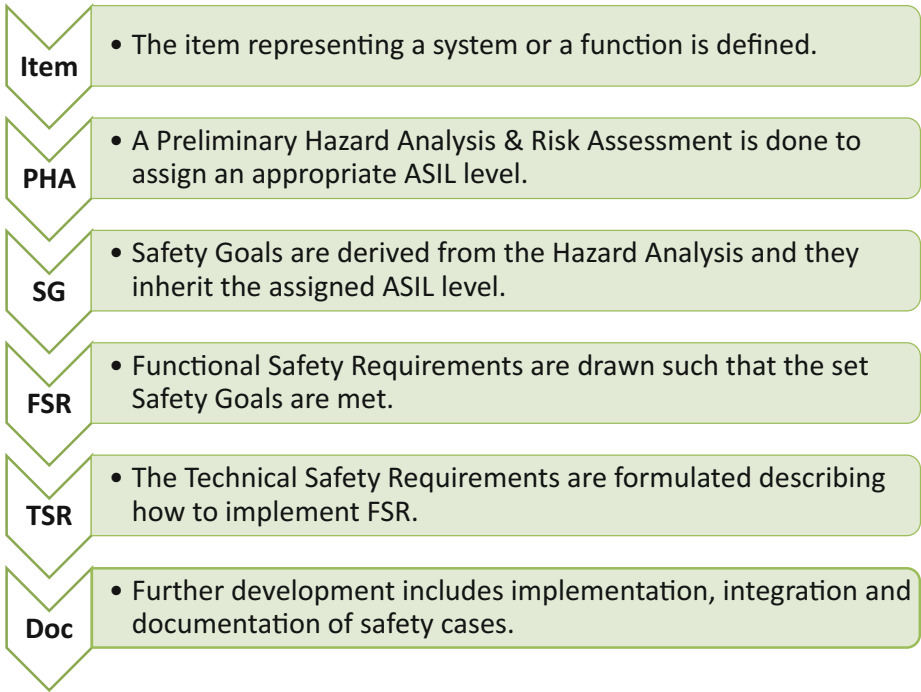 Item
• The item representing a system or a function is defined.
PHA
• A Preliminary Hazard Analysis & Risk Assessment is done to
assign an appropriate ASIL level.
SG
• Safety Goals are derived from the Hazard Analysis and they
inherit the assigned ASIL level.
FSR
• Functional Safety Requirements are drawn such that the set
Safety Goals are met.
TSR
• The Technical Safety Requirements are formulated describing
how to implement FSR.
Doc
• Further development includes implementation, integration and
documentation of safety cases.